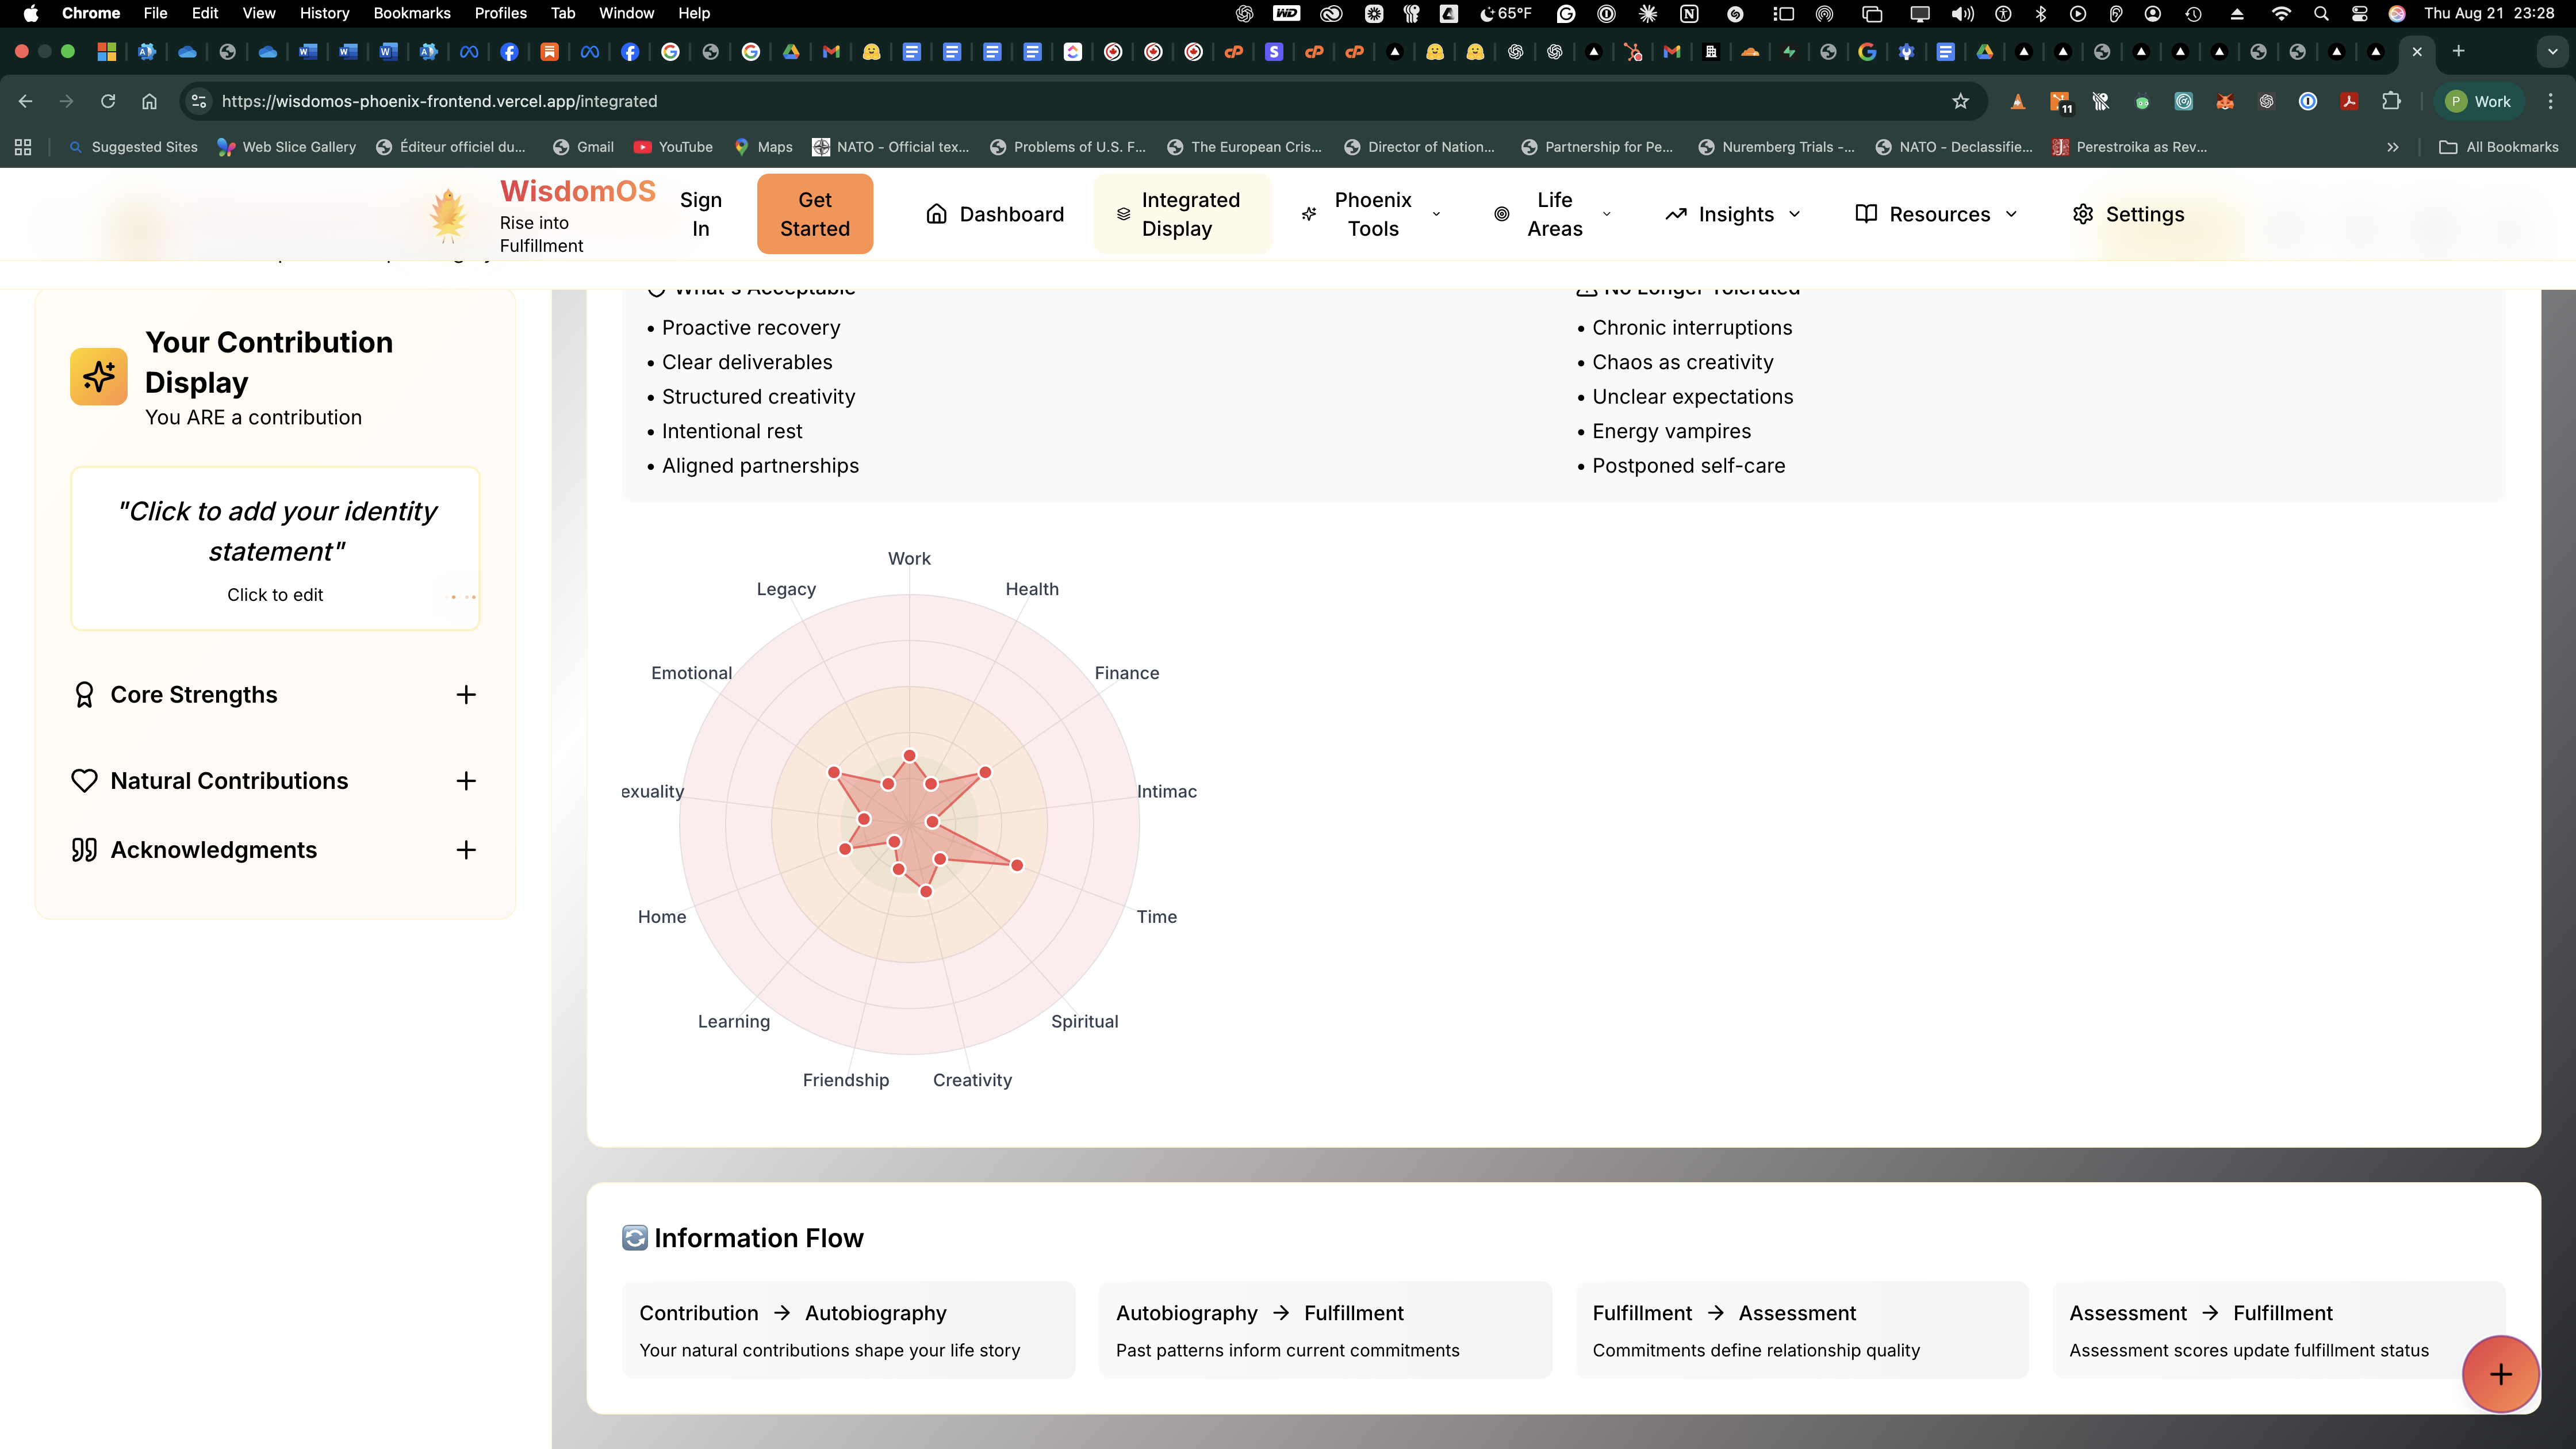 Chrome File Edit View History Bookmarks Profiles Tab Window Help
65°F
Thu Aug 21 23:28
https://wisdomos-phoenix-frontend.vercel.app/integrated
11
P Work
Suggested Sites
Web Slice Gallery
Éditeur officiel du...
Gmail
YouTube
Maps
NATO - Official tex...
Problems of U.S. F...
The European Cris...
Director of Nation...
Partnership for Pe...
Nuremberg Trials -...
NATO - Declassifie...
Perestroika as Rev...
All Bookmarks
WisdomOS
Rise into
Fulfillment
Sign
In
Get
Started
Dashboard
Integrated
Display
Phoenix
Tools
Life
Areas
Insights
Resources
Settings
Your Contribution
Display
You ARE a contribution
"Click to add your identity
statement"
Click to edit
Core Strengths
Natural Contributions
Acknowledgments
What's Acceptable
• Proactive recovery
• Clear deliverables
• Structured creativity
• Intentional rest
• Aligned partnerships
No Longer Tolerated
• Chronic interruptions
• Chaos as creativity
• Unclear expectations
• Energy vampires
• Postponed self-care
Work
Legacy
Health
Emotional
Finance
exuality
Intimac
Home
Time
Learning
Spiritual
Friendship
Creativity
Information Flow
Contribution → Autobiography
Your natural contributions shape your life story
Autobiography → Fulfillment
Past patterns inform current commitments
Fulfillment → Assessment
Commitments define relationship quality
Assessment → Fulfillment
Assessment scores update fulfillment status